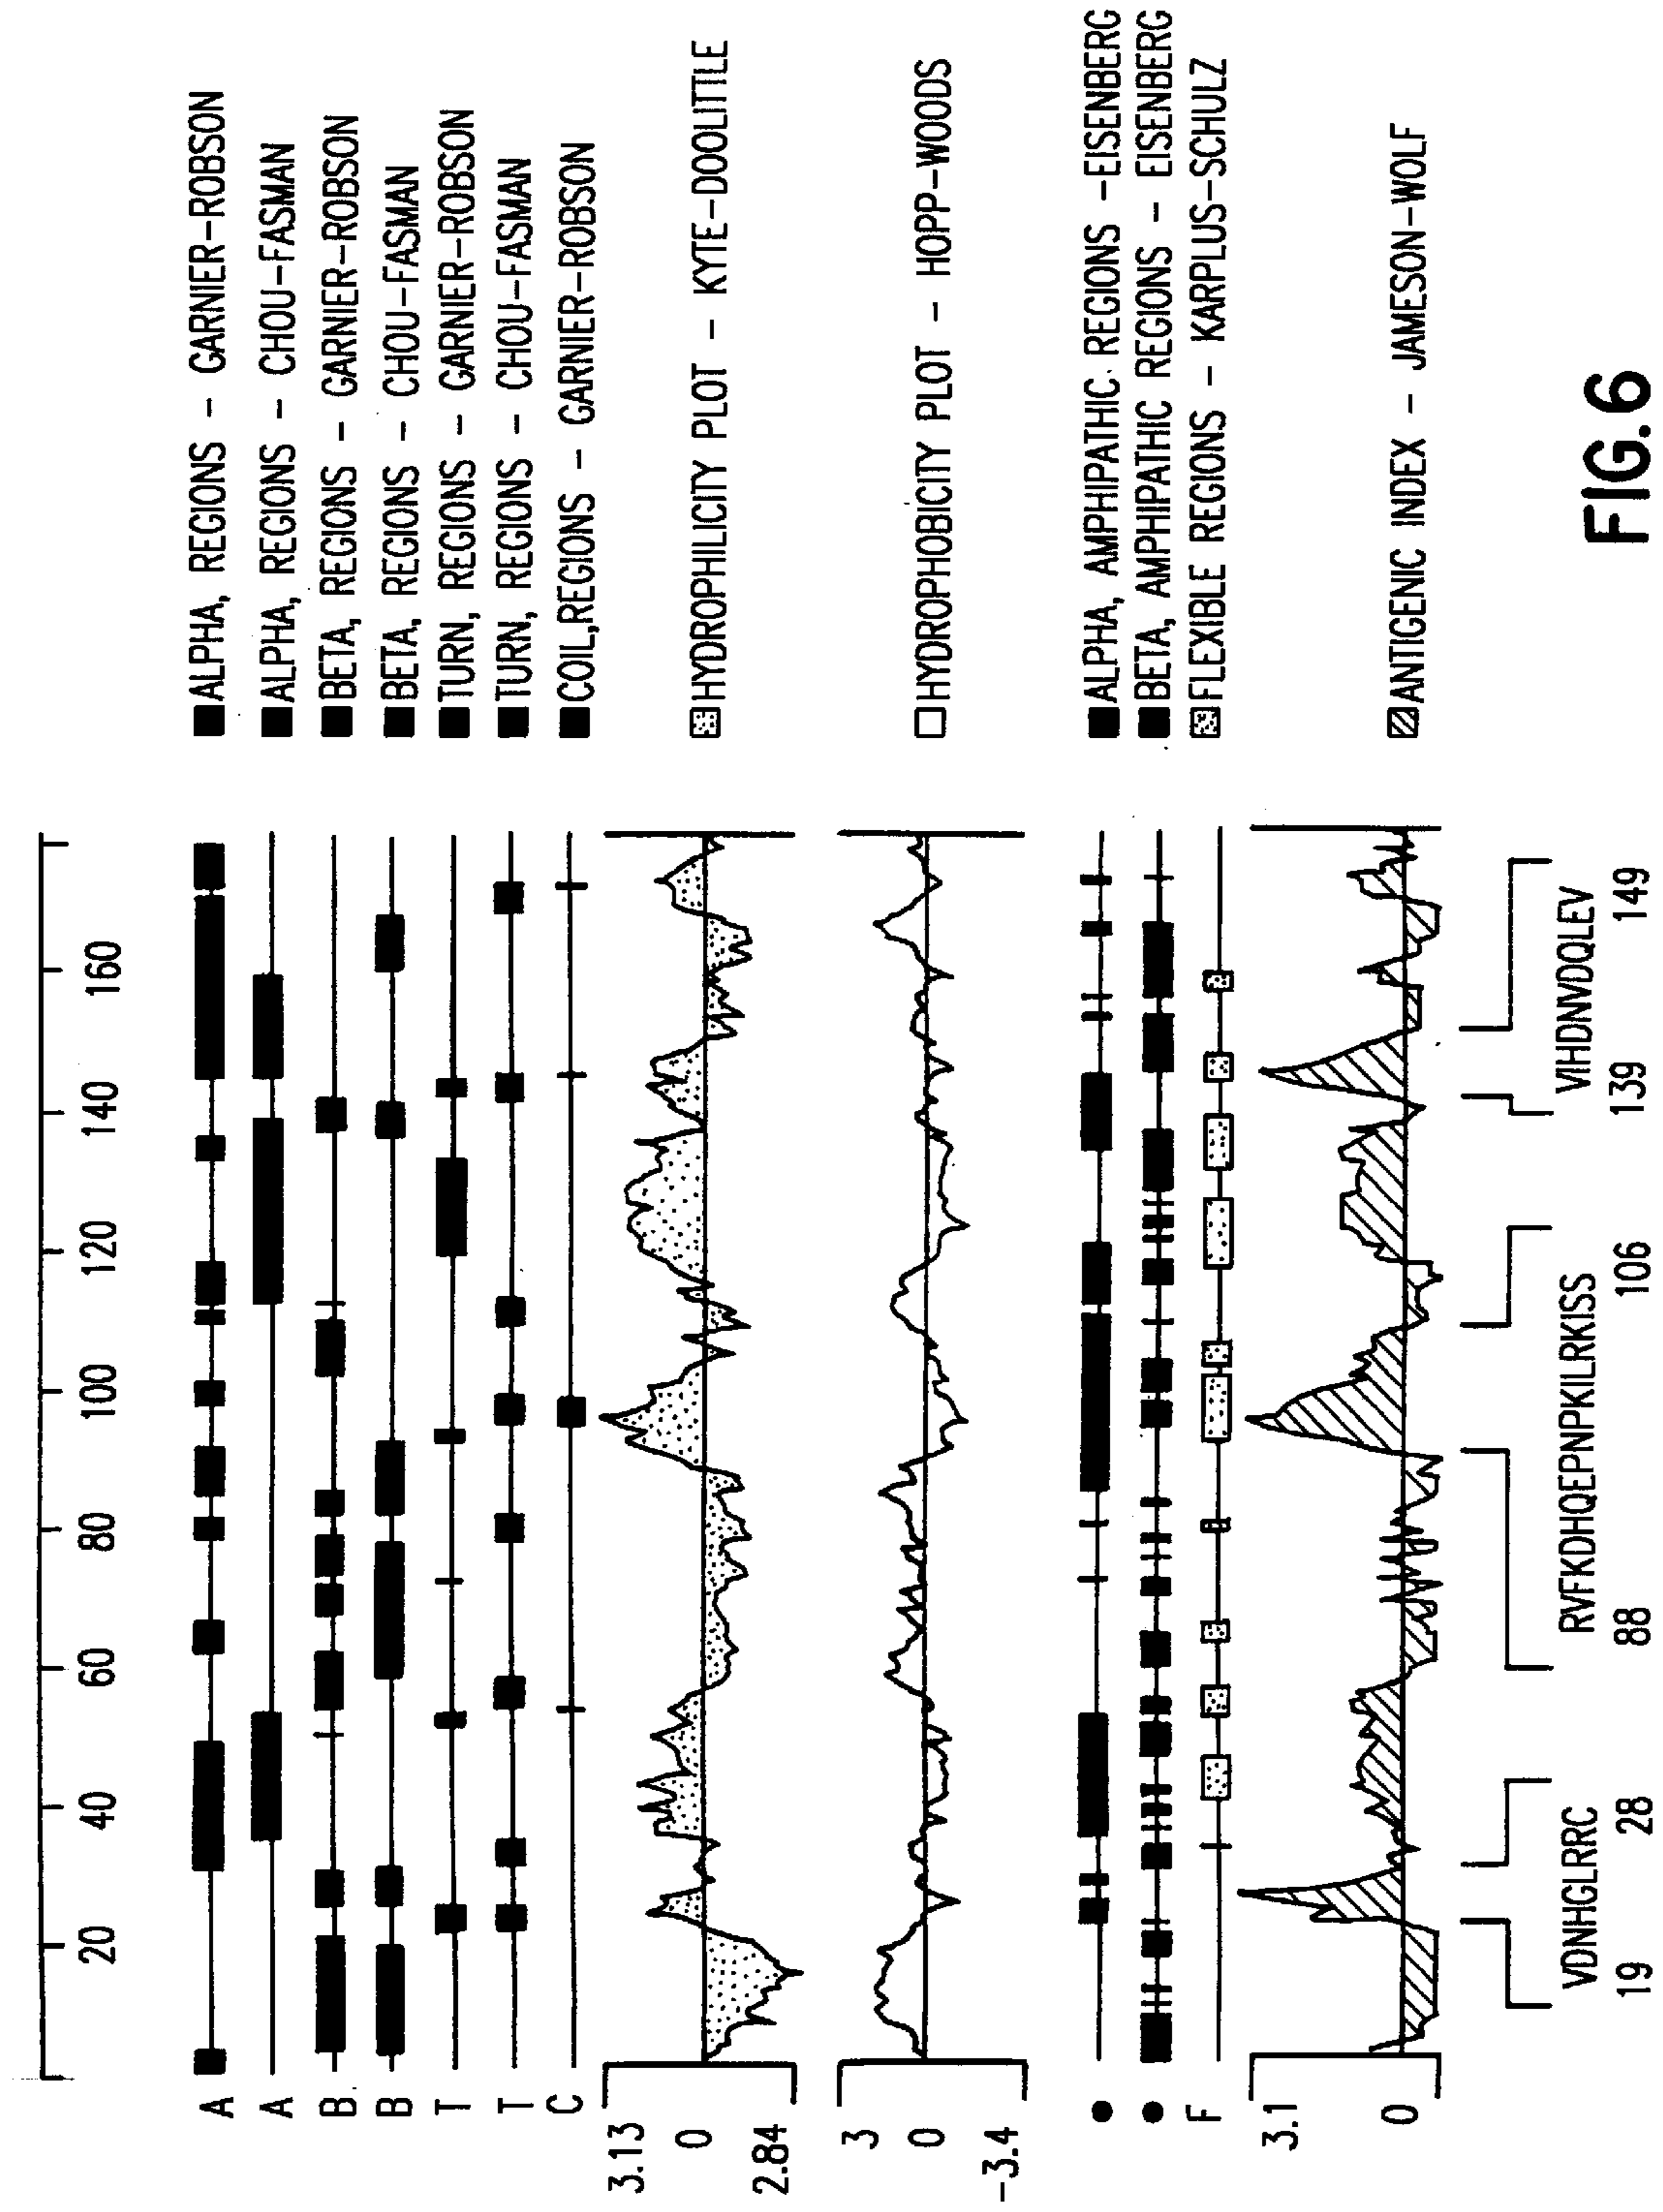 20 40 60 80 100 120 140 160
A ALPHA, REGIONS - GARNIER-ROBSON
A ALPHA, REGIONS - CHOU-FASMAN
B BETA, REGIONS - GARNIER-ROBSON
B BETA, REGIONS - CHOU-FASMAN
T TURN, REGIONS - GARNIER-ROBSON
T TURN, REGIONS - CHOU-FASMAN
C COIL,REGIONS - GARNIER-ROBSON
3.13
0 HYDROPHILICITY PLOT - KYTE-DOOLITTLE
2.84
3
0 HYDROPHOBICITY PLOT - HOPP-WOODS
-3.4
ALPHA, AMPHIPATHIC REGIONS -EISENBERG
BETA, AMPHIPATHIC REGIONS - EISENBERG
F FLEXIBLE REGIONS - KARPLUS-SCHULZ
3.1
0 ANTIGENIC INDEX - JAMESON-WOLF
VDNHGLRRC RVFKDHQEPNPKILRKISS VIHDNVDQLEV
19 28 88 106 139 149
FIG.6